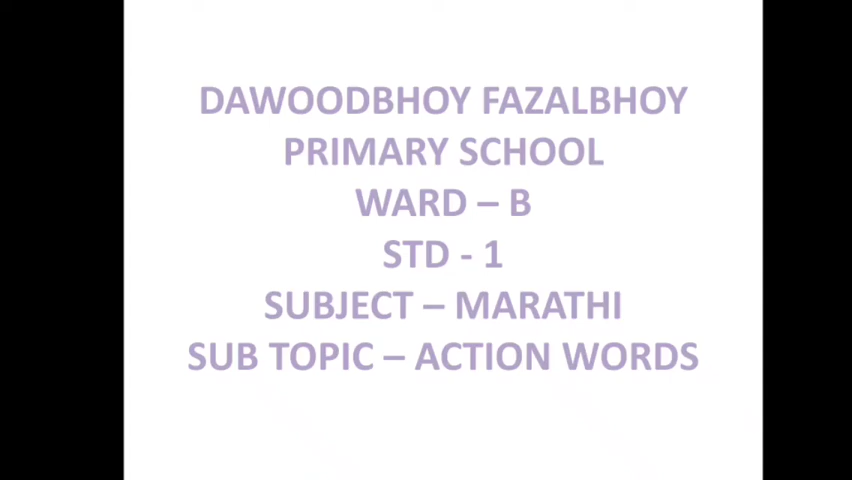 DAWOODBHOY FAZALBHOY
PRIMARY SCHOOL
WARD – B
STD - 1
SUBJECT – MARATHI
SUB TOPIC – ACTION WORDS